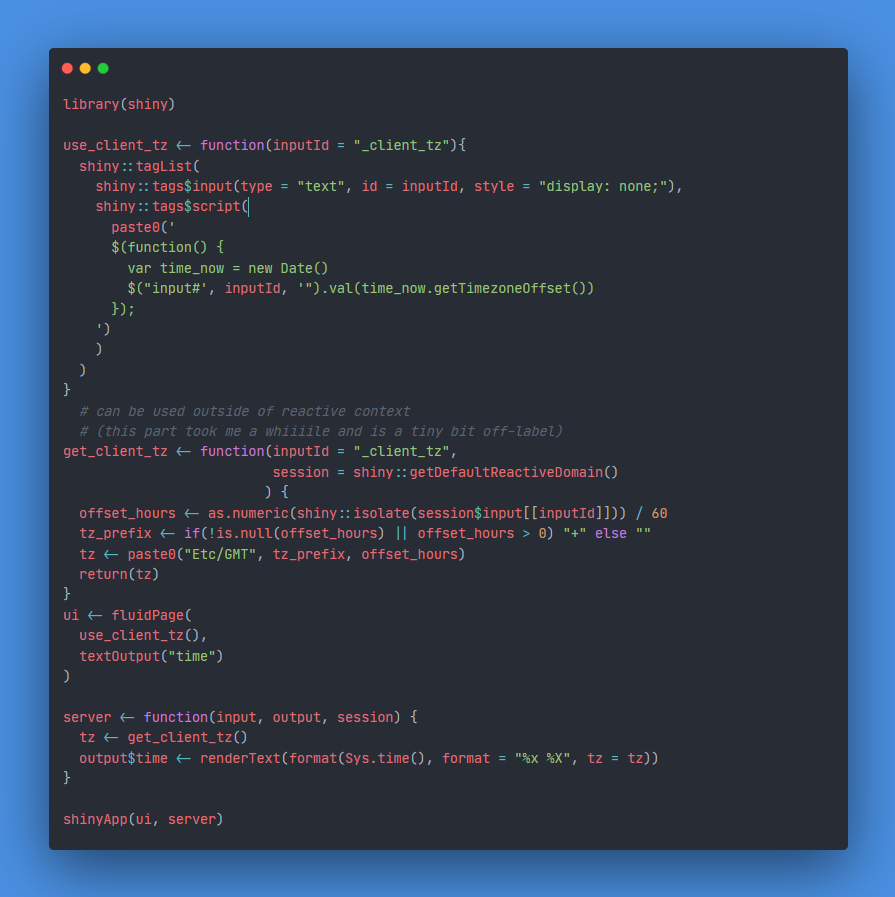 library(shiny)

use_client_tz <- function(inputId = "_client_tz"){
  shiny::tagList(
    shiny::tags$input(type = "text", id = inputId, style = "display: none;"),
    shiny::tags$script(
      paste0('
      $(function() {
        var time_now = new Date()
        $("input#', inputId, '").val(time_now.getTimezoneOffset())
      });
    ')
    )
  )
}
  # can be used outside of reactive context
  # (this part took me a whiiiile and is a tiny bit off-label)
get_client_tz <- function(inputId = "_client_tz",
                          session = shiny::getDefaultReactiveDomain()
                         ) {
  offset_hours <- as.numeric(shiny::isolate(session$input[[inputId]])) / 60
  tz_prefix <- if(!is.null(offset_hours) || offset_hours > 0) "+" else ""
  tz <- paste0("Etc/GMT", tz_prefix, offset_hours)
  return(tz)
}
ui <- fluidPage(
  use_client_tz(),
  textOutput("time")
)

server <- function(input, output, session) {
  tz <- get_client_tz()
  output$time <- renderText(format(Sys.time(), format = "%x %X", tz = tz))
}

shinyApp(ui, server)